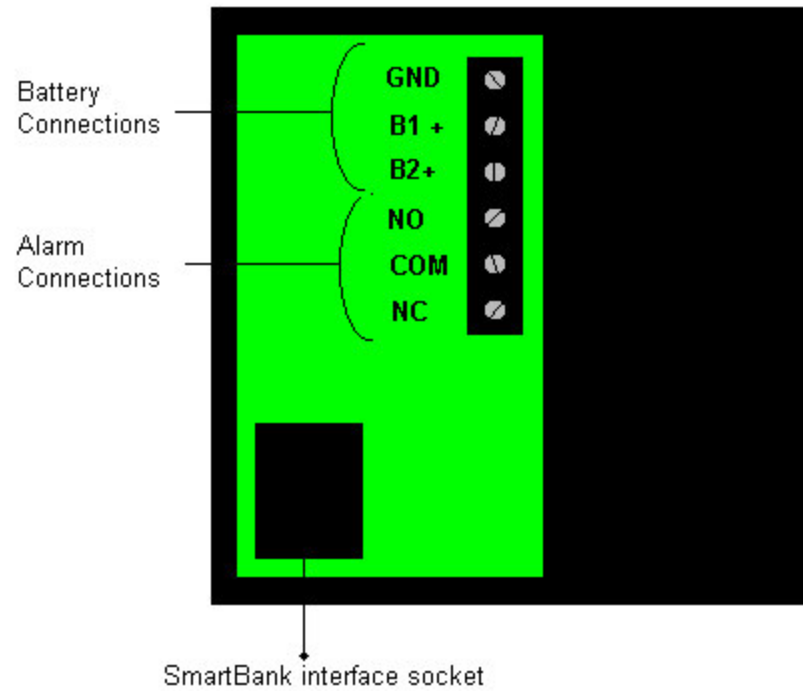 GND
Battery
Connections
B1 +
B2+
NO
Alarm
Connections
COM
NC
SmartBank interface socket